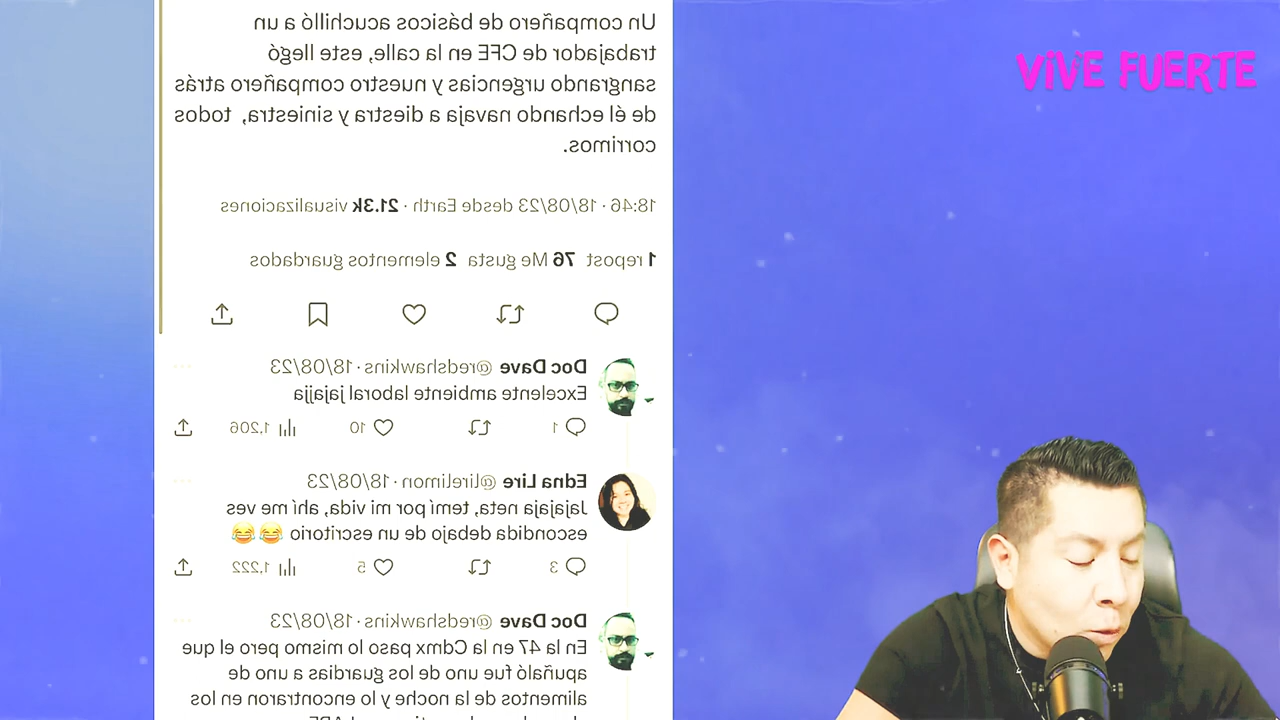 Un compañero de básicos acuchilló a un
trabajador de CFE en la calle, este llegó
sangrando urgencias y nuestro compañero atrás
de él echando navaja a diestra y siniestra, todos
corrimos.
18:46 · 18/08/23 desde Earth · 21.3k visualizaciones
1 repost 76 Me gusta 2 elementos guardados
Doc Dave @redshawkins · 18/08/23
Excelente ambiente laboral jajajja
1 10 1,206
Edna Lire @lirelimon · 18/08/23
Jajajaja neta, temí por mi vida, ahí me ves
escondida debajo de un escritorio 😂😂
3 5 1,222
Doc Dave @redshawkins · 18/08/23
En la 47 en la Cdmx paso lo mismo pero el que
apuñaló fue uno de los guardias a uno de
alimentos de la noche y lo encontraron en los
VIVE FUERTE